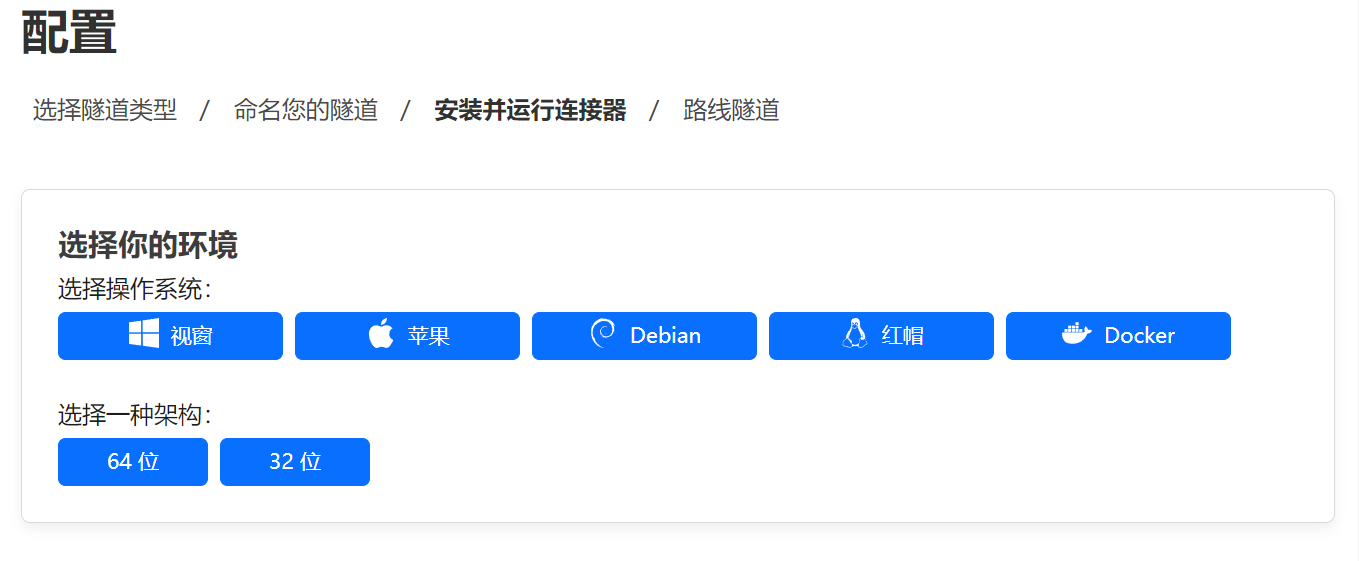 配置
选择隧道类型 / 命名您的隧道 / 安装并运行连接器 / 路线隧道
选择你的环境
选择操作系统：
视窗 苹果 Debian 红帽 Docker
选择一种架构：
64 位 32 位